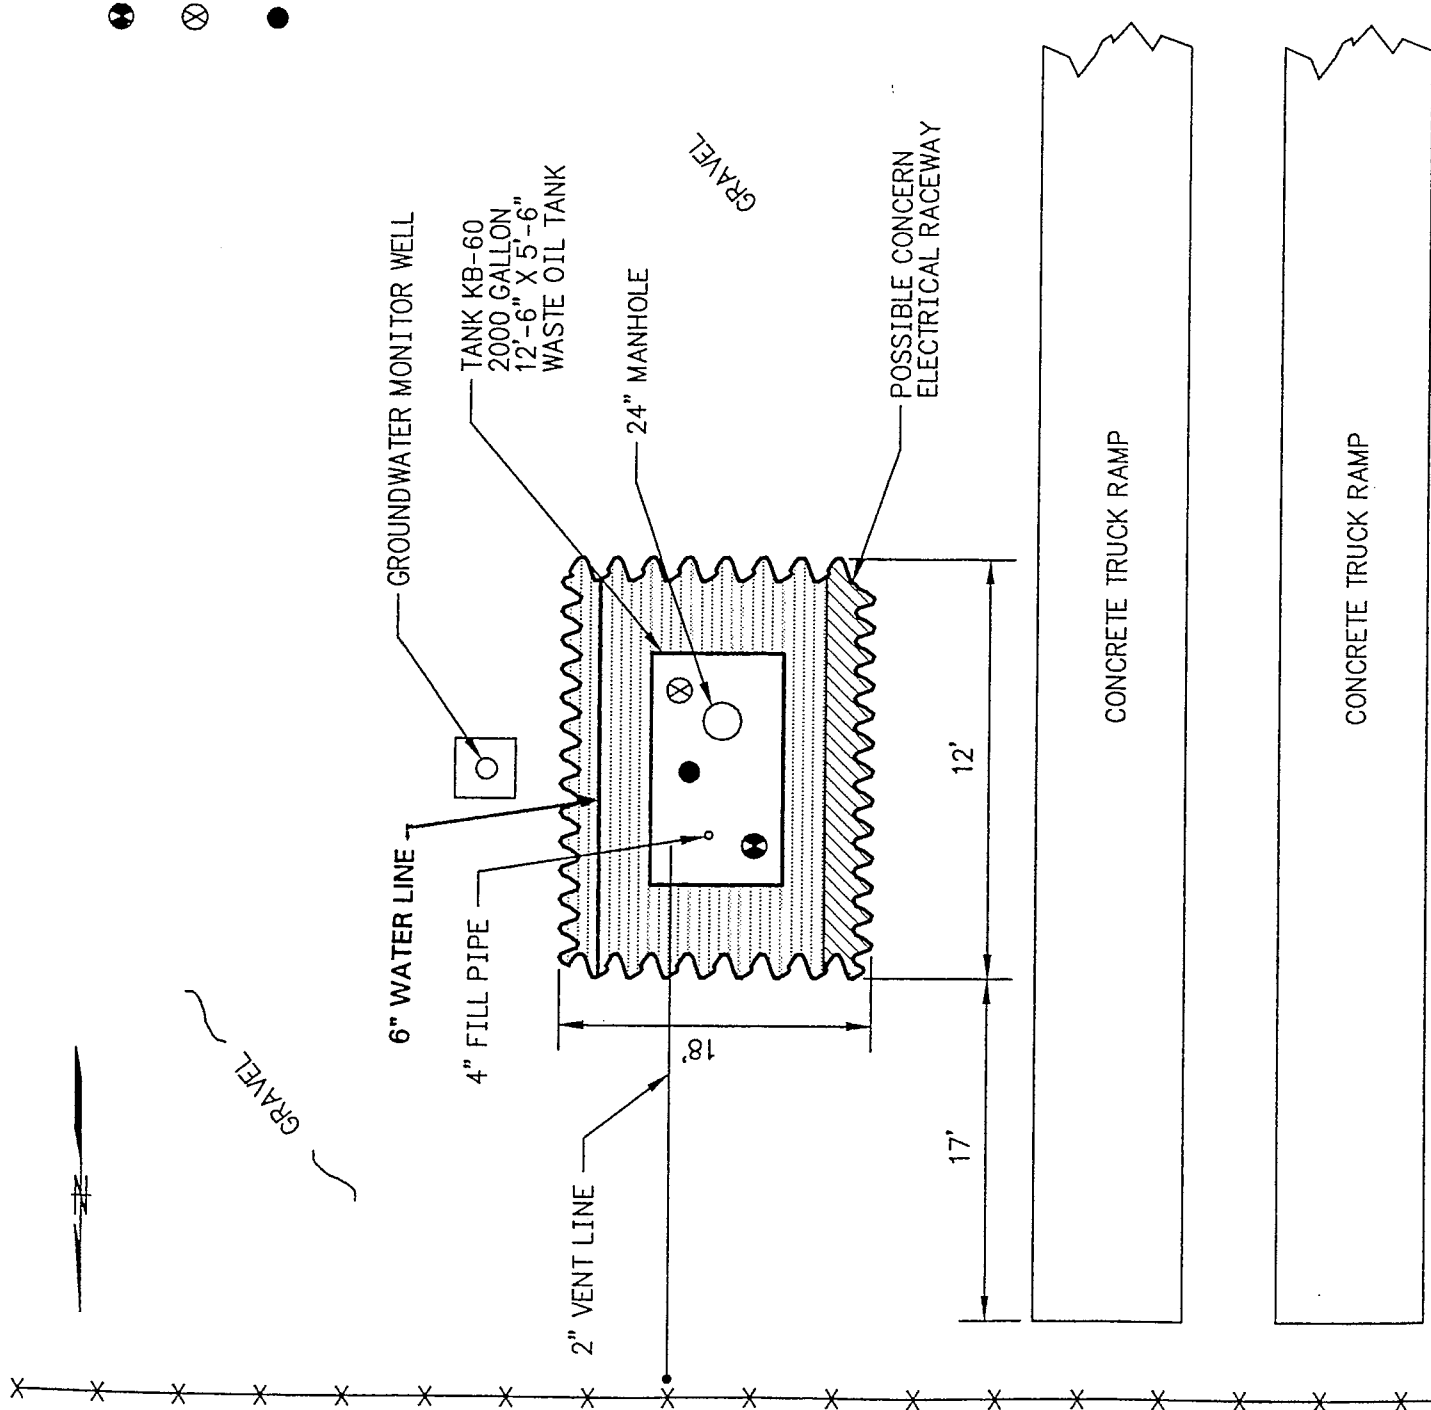 GROUNDWATER MONITOR WELL
TANK KB-60
2000 GALLON
12'-6" X 5'-6"
WASTE OIL TANK
24" MANHOLE
GRAVEL
POSSIBLE CONCERN
ELECTRICAL RACEWAY
6" WATER LINE
4" FILL PIPE
2" VENT LINE
GRAVEL
N
18'
12'
17'
CONCRETE TRUCK RAMP
CONCRETE TRUCK RAMP